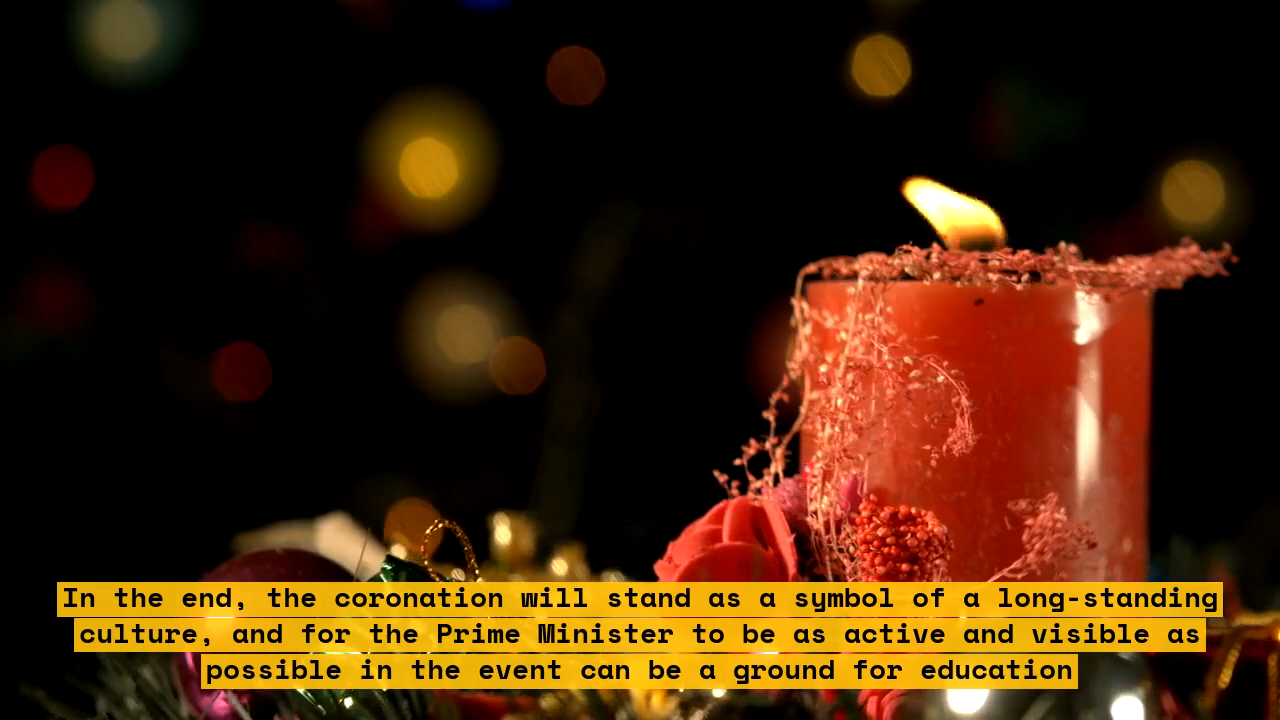 In the end, the coronation will stand as a symbol of a long-standing
culture, and for the Prime Minister to be as active and visible as
possible in the event can be a ground for education